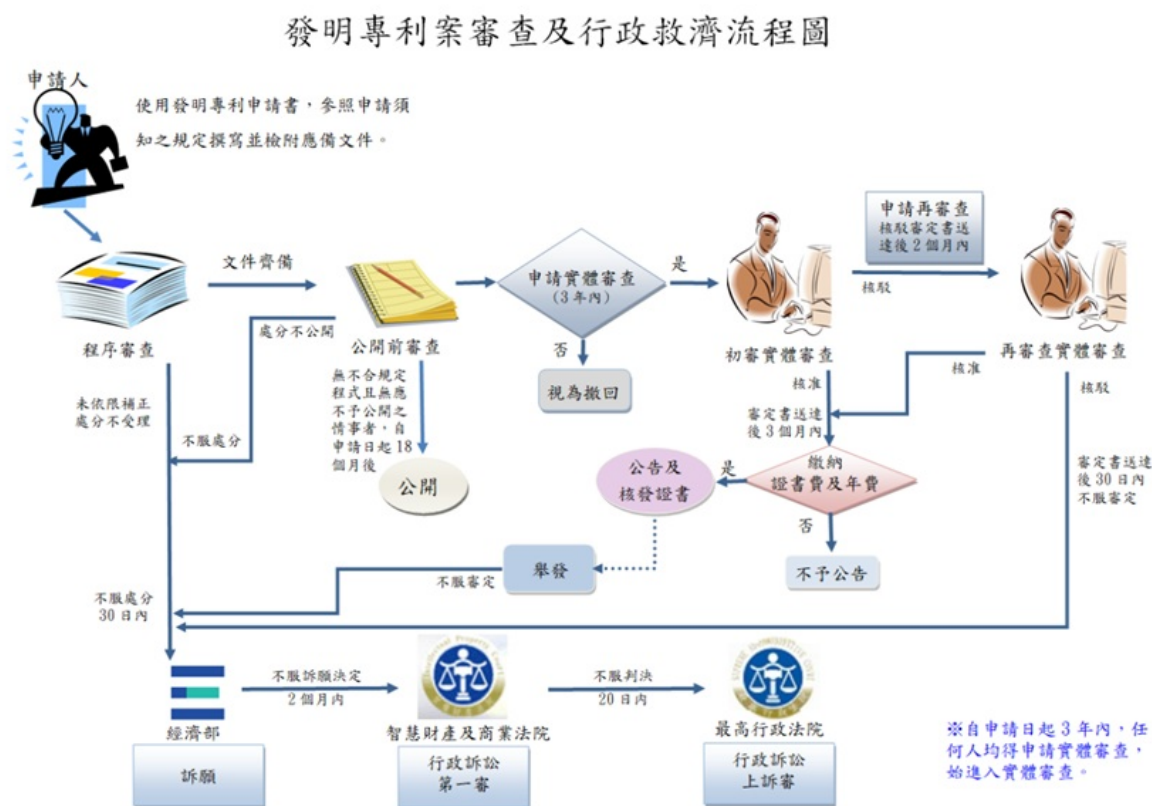 發明專利案審查及行政救濟流程圖
申請人
使用發明專利申請書，參照申請須
知之規定撰寫並檢附應備文件。
文件齊備
程序審查
處分不公開
公開前審查
申請實體審查
(3年內)
是
否
視為撤回
初審實體審查
申請再審查
核駁審定書送
達後2個月內
核駁
再審查實體審查
核准
核准
核駁
未依限補正
處分不受理
不服處分
無不合規定
程式且無應
不予公開之
情事者，自
申請日起18
個月後
公開
審定書送達
後3個月內
繳納
證書費及年費
是
公告及
核發證書
否
不予公告
審定書送達
後30日內
不服審定
舉發
不服審定
不服處分
30日內
經濟部
訴願
不服訴願決定
2個月內
智慧財產及商業法院
行政訴訟
第一審
不服判決
20日內
最高行政法院
行政訴訟
上訴審
※自申請日起3年內，任
何人均得申請實體審查，
始進入實體審查。